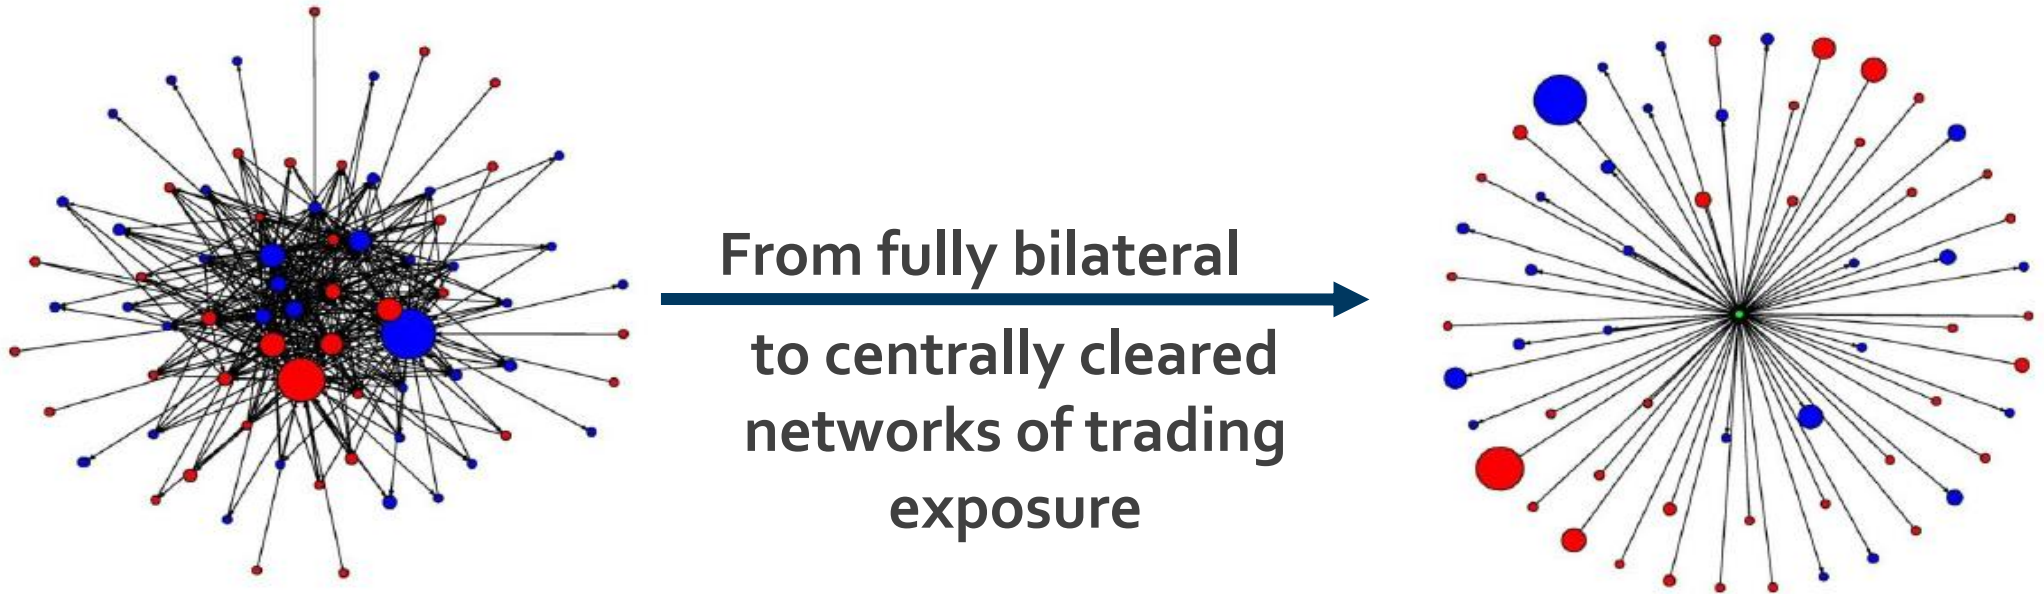 From fully bilateral
to centrally cleared
networks of trading
exposure